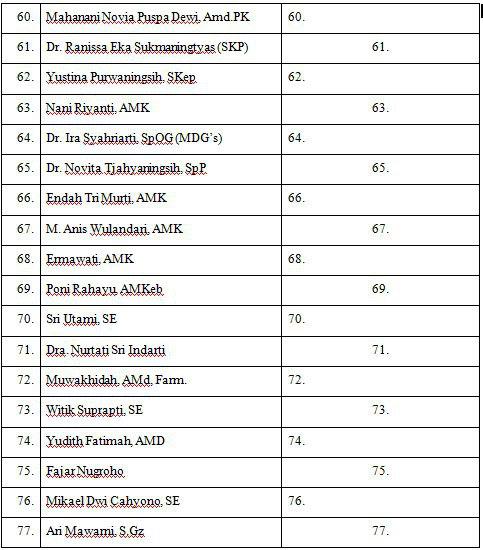 60. Mahanani Novia Puspa Dewi, Amd.PK 60.
61. Dr. Ranissa Eka Sukmaningtyas (SKP) 61.
62. Yustina Purwaningsih, SKep 62.
63. Nani Riyanti, AMK 63.
64. Dr. Ira Syahriarti, SpOG (MDG's) 64.
65. Dr. Novita Tjahyaningsih, SpP 65.
66. Endah Tri Murti, AMK 66.
67. M. Anis Wulandari, AMK 67.
68. Ermawati, AMK 68.
69. Poni Rahayu, AMKeb 69.
70. Sri Utami, SE 70.
71. Dra. Nurtati Sri Indarti 71.
72. Muwakhidah, AMd, Farm. 72.
73. Witik Suprapti, SE 73.
74. Yudith Fatimah, AMD 74.
75. Fajar Nugroho 75.
76. Mikael Dwi Cahyono, SE 76.
77. Ari Mawarni, S.Gz 77.